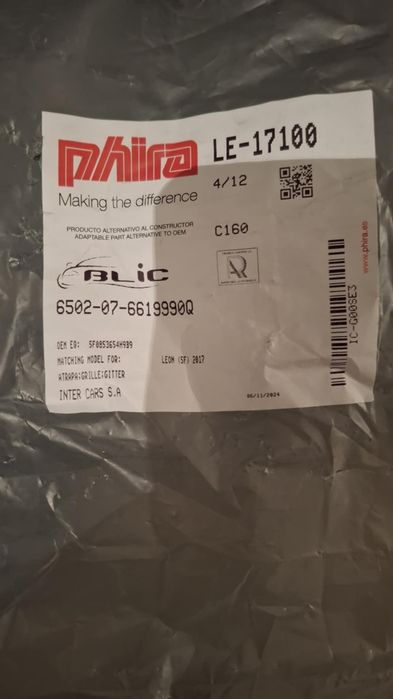 phira
LE-17100
Making the difference
4/12
PRODUCTO ALTERNATIVO AL CONSTRUCTOR
ADAPTABLE PART ALTERNATIVE TO OEM
C160
BLIC
6502-07-6619990Q
OEM EQ: 5F0853654H9B9
MATCHING MODEL FOR: LEON (5F) 2017
ATRAPA;GRILLE;GITTER
INTER CARS S.A
06/11/2024
www.phira.es
IC-G00SE3